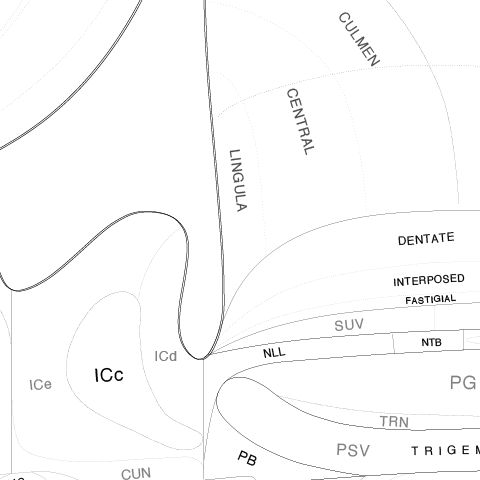 CULMEN
CENTRAL
LINGULA
DENTATE
INTERPOSED
FASTIGIAL
SUV
NTB
NLL
ICd
ICc
ICe
PG
TRN
PSV
TRIGEM
PB
CUN